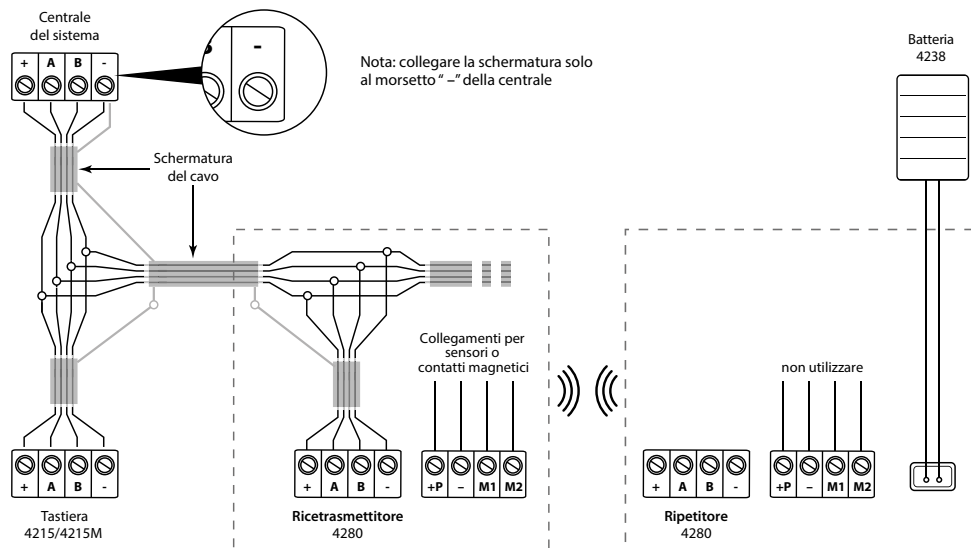 Centrale
del sistema
+ A B -
-
Nota: collegare la schermatura solo
al morsetto “ –” della centrale
Batteria
4238
Schermatura
del cavo
Collegamenti per
sensori o
contatti magnetici
non utilizzare
+ A B -
Tastiera
4215/4215M
+ A B -
Ricetrasmettitore
4280
+P – M1 M2
+ A B -
Ripetitore
4280
+P – M1 M2